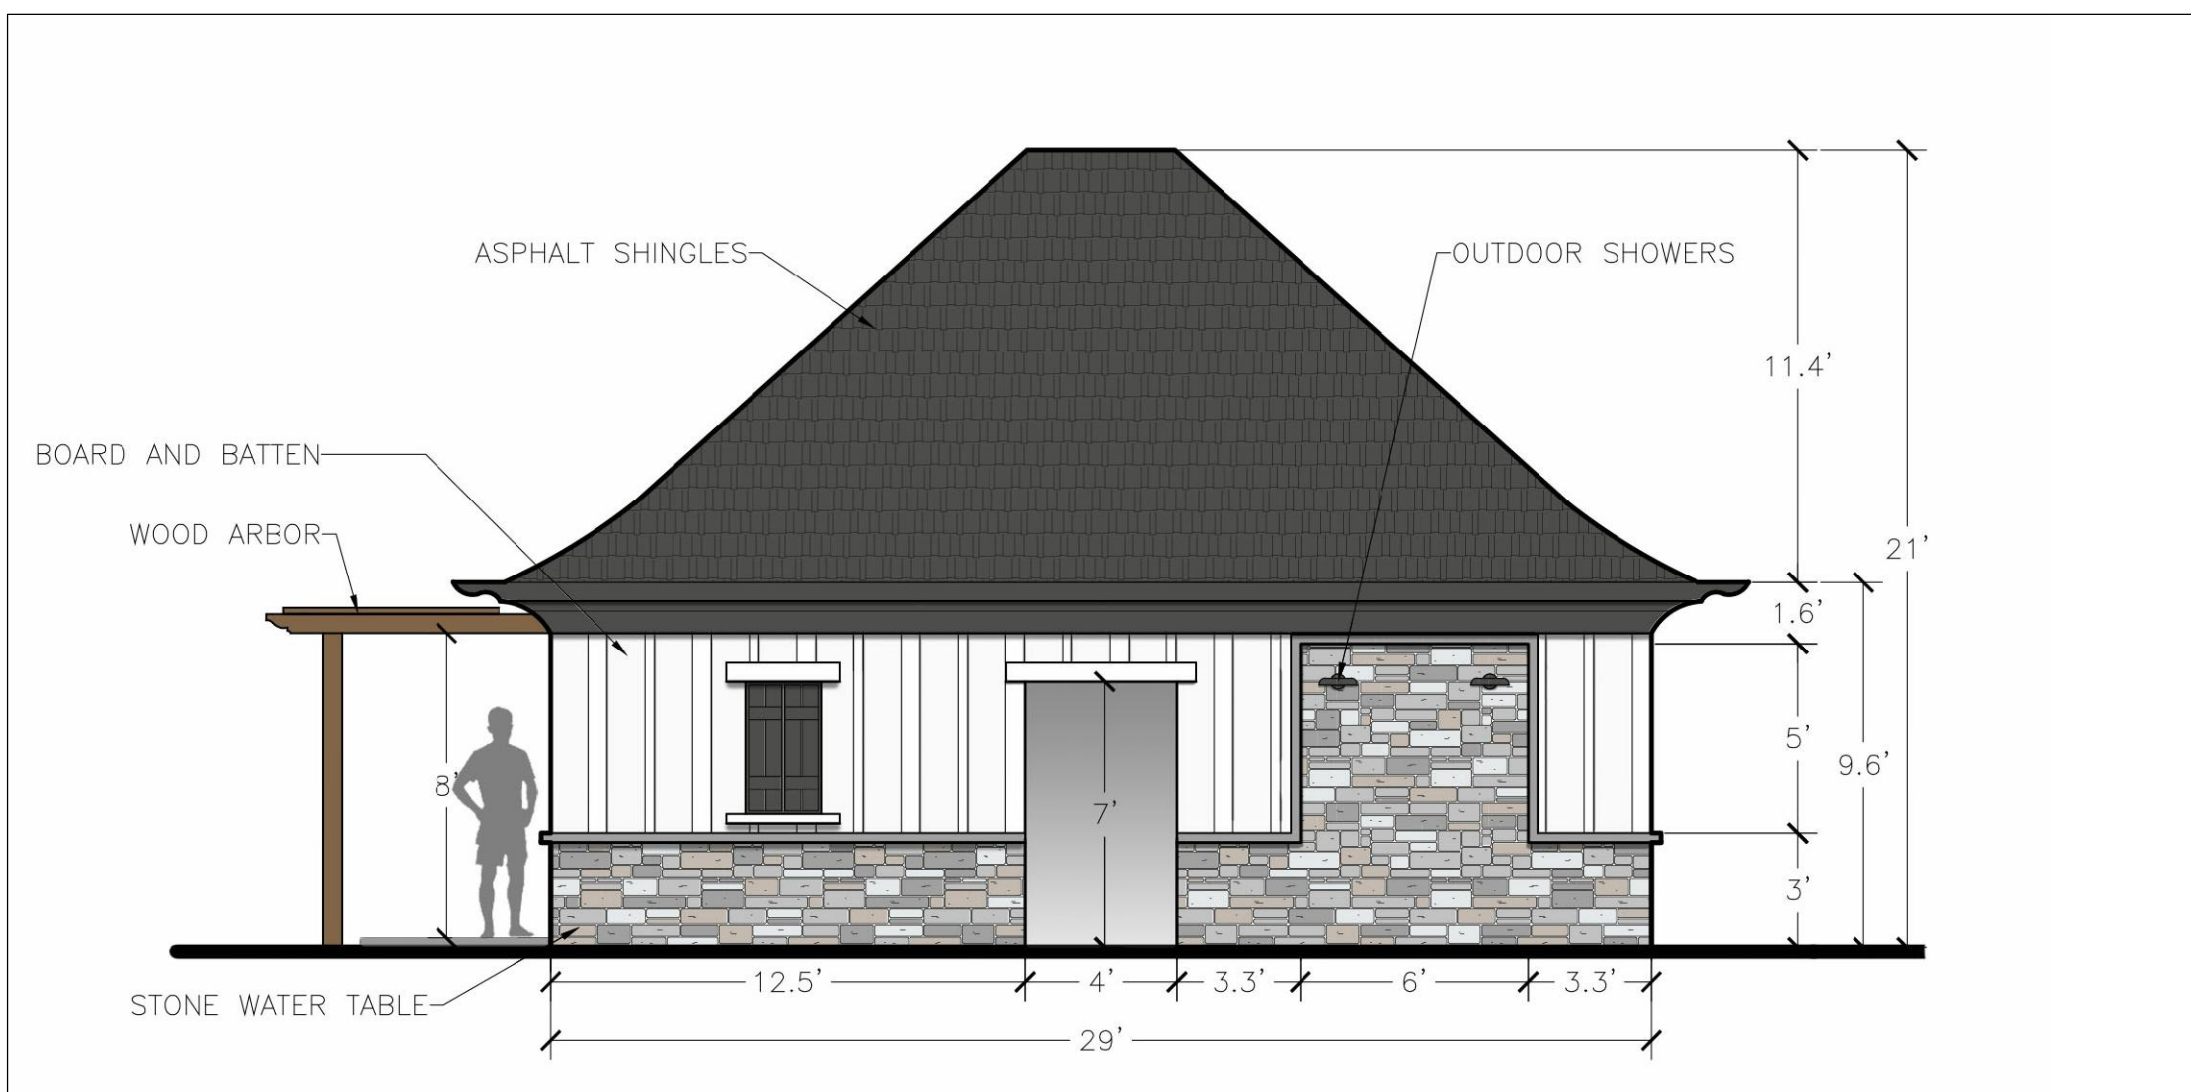 ASPHALT SHINGLES
OUTDOOR SHOWERS
11.4'
BOARD AND BATTEN
WOOD ARBOR
21'
1.6'
5'
9.6'
8'
7'
3'
12.5'
4'
3.3'
6'
3.3'
STONE WATER TABLE
29'